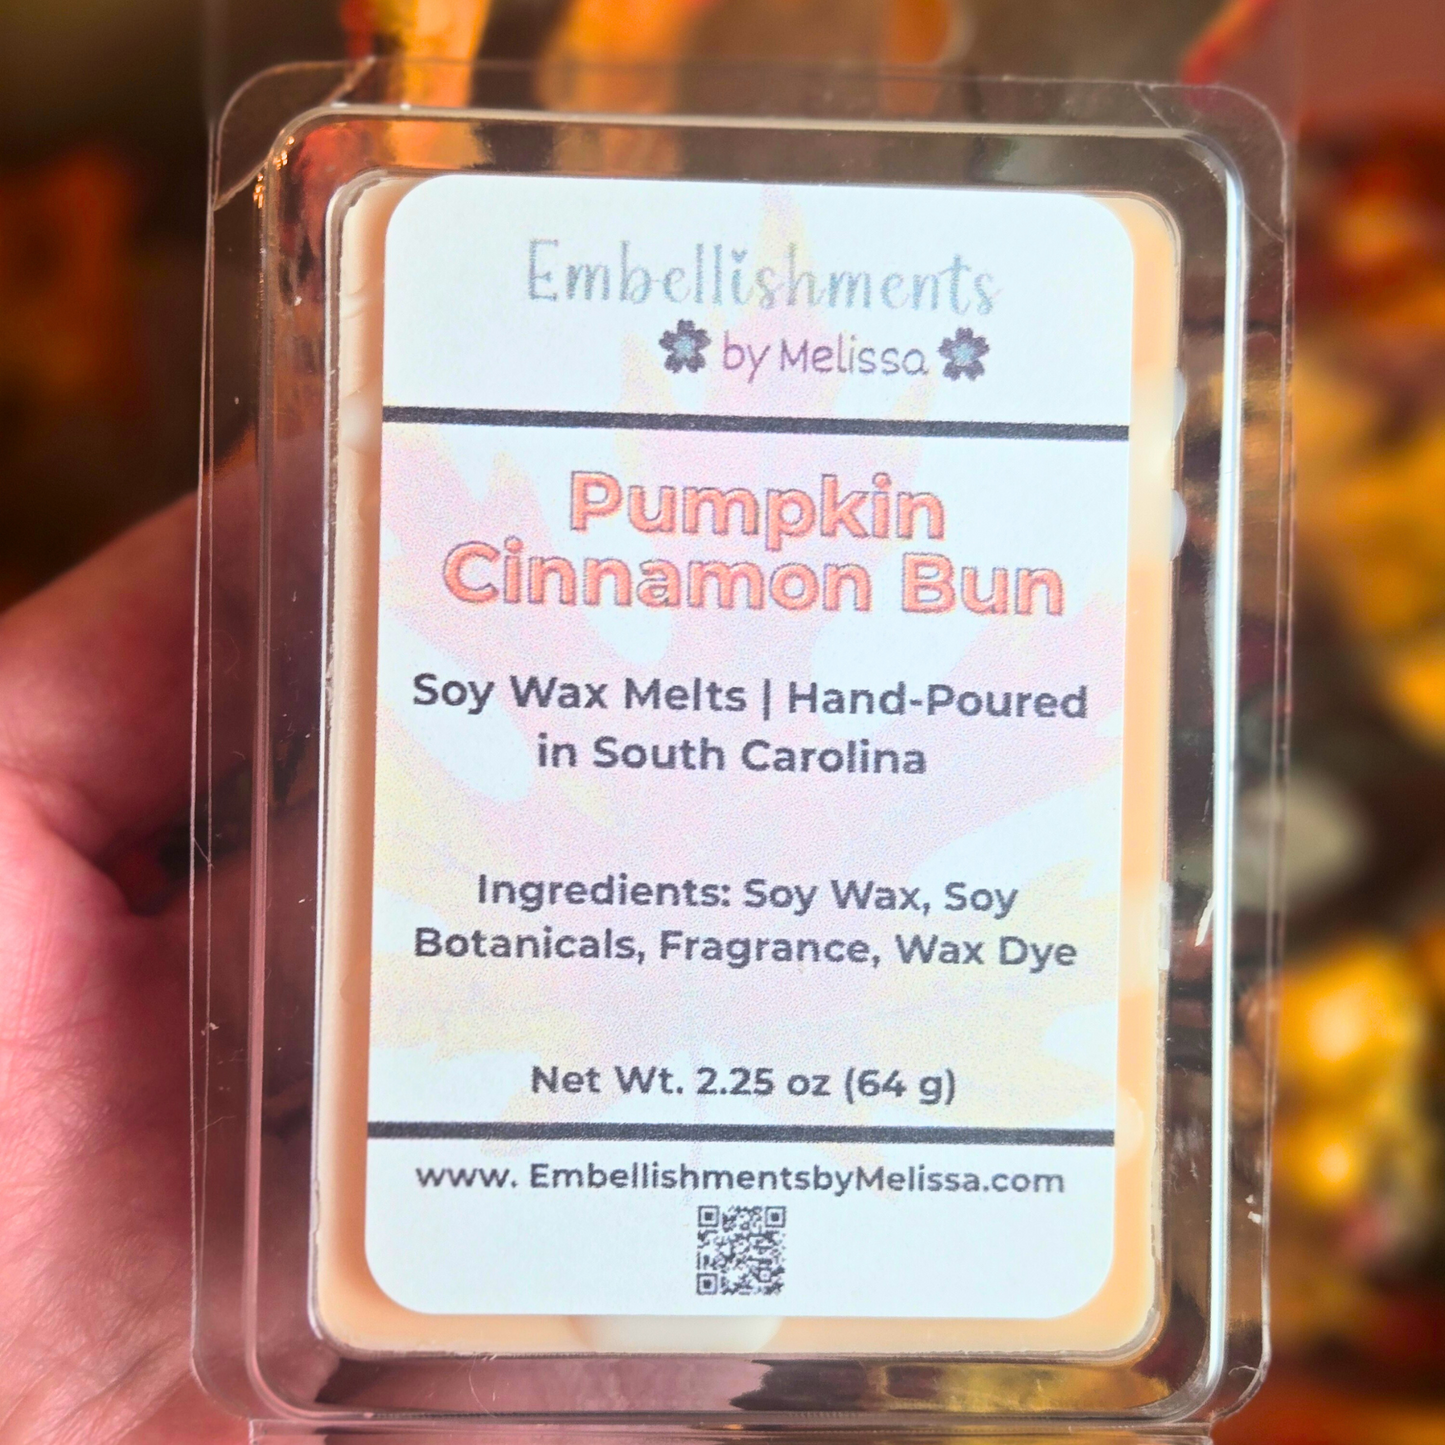 Embellishments
by Melissa
Pumpkin
Cinnamon Bun
Soy Wax Melts | Hand-Poured
in South Carolina
Ingredients: Soy Wax, Soy
Botanicals, Fragrance, Wax Dye
Net Wt. 2.25 oz (64 g)
www. EmbellishmentsbyMelissa.com